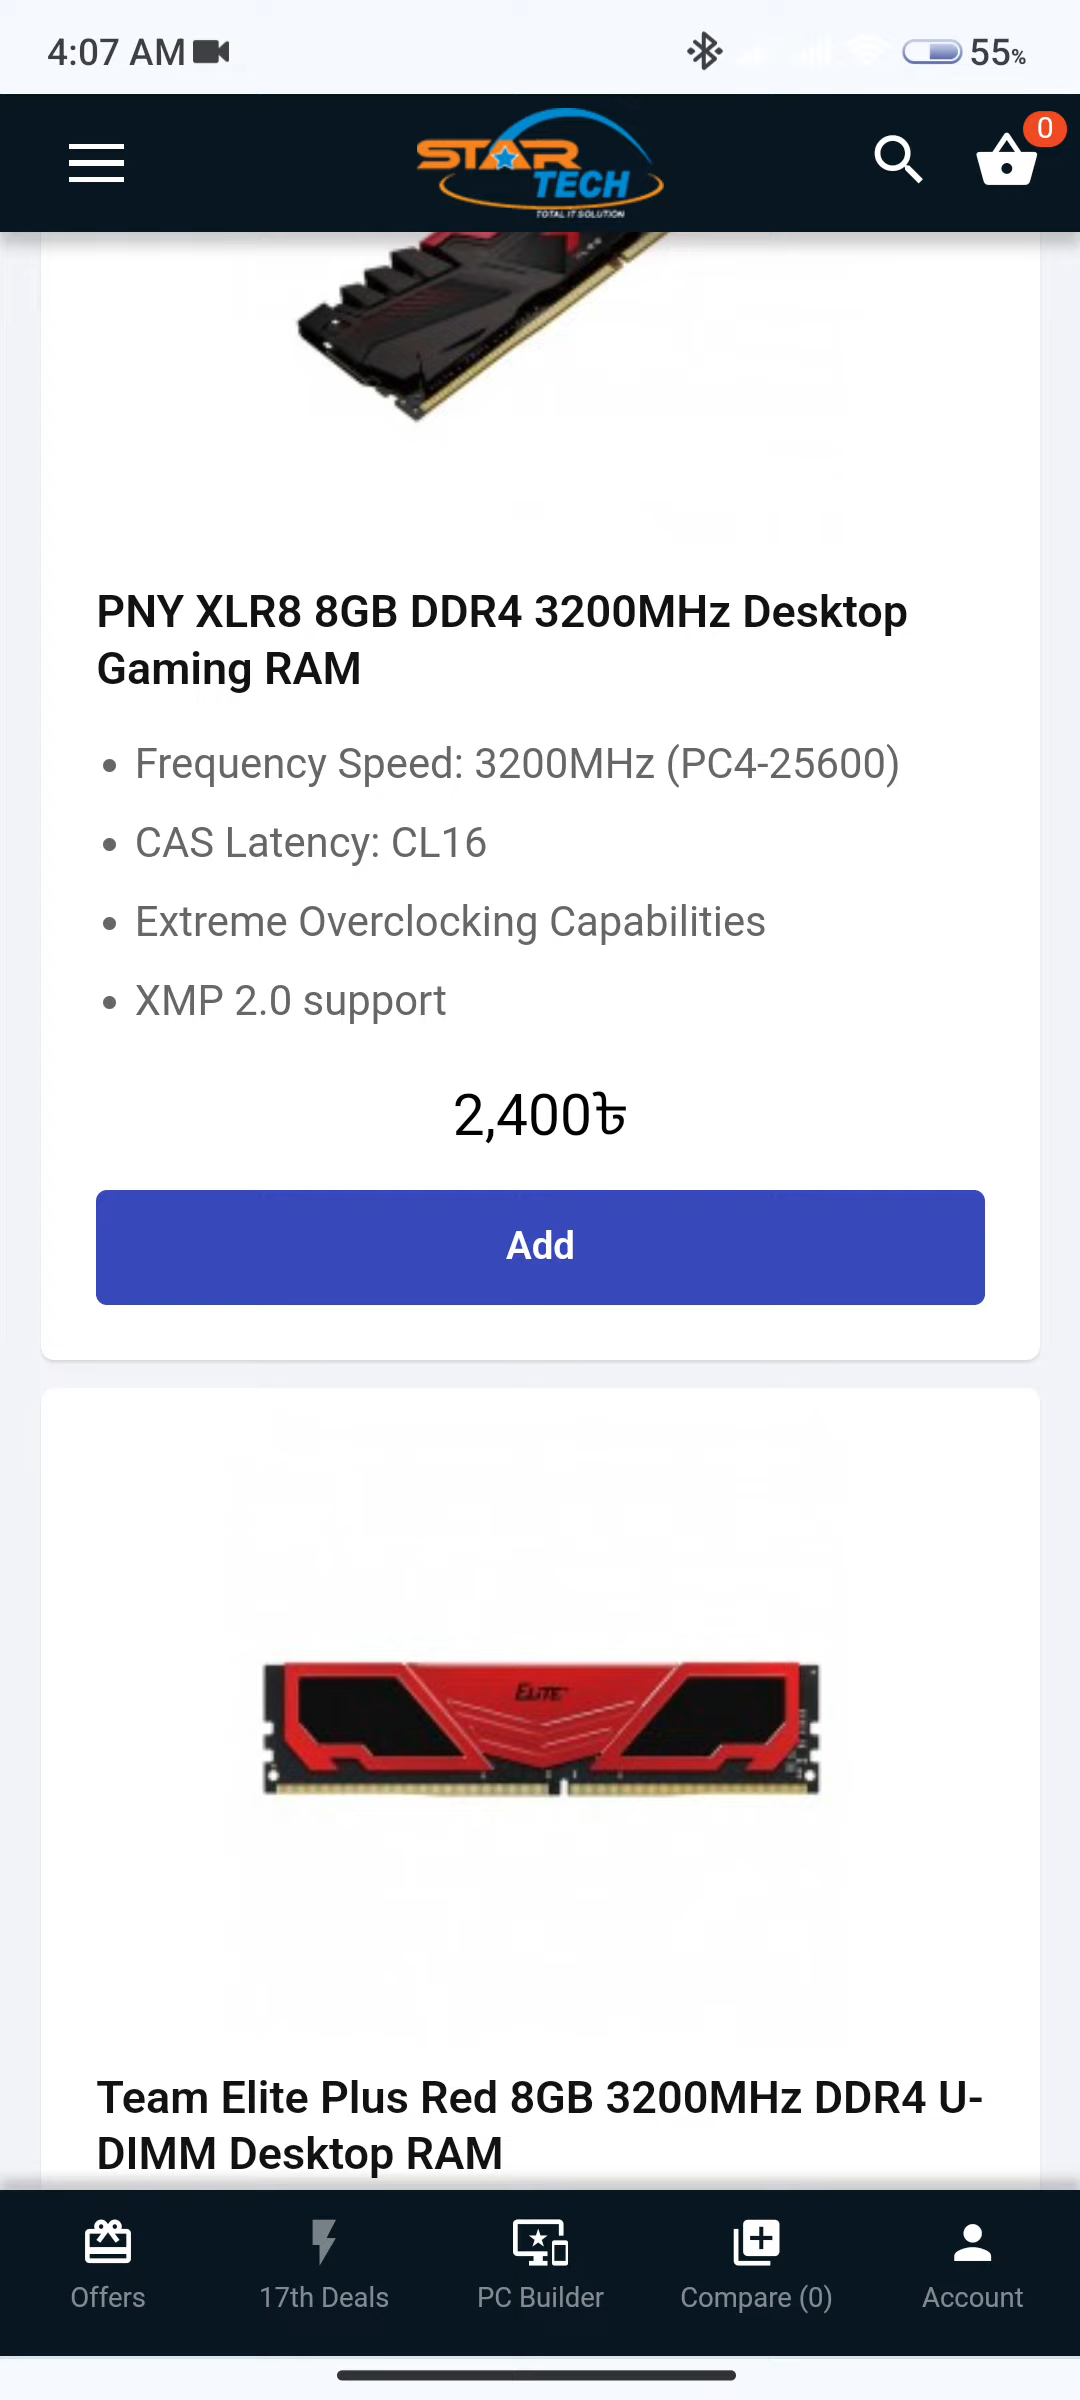 4:07 AM
55%
STAR
TECH
TOTAL IT SOLUTION
0
PNY XLR8 8GB DDR4 3200MHz Desktop
Gaming RAM
• Frequency Speed: 3200MHz (PC4-25600)
• CAS Latency: CL16
• Extreme Overclocking Capabilities
• XMP 2.0 support
2,400৳
Add
ELITE
Team Elite Plus Red 8GB 3200MHz DDR4 U-
DIMM Desktop RAM
Offers
17th Deals
PC Builder
Compare (0)
Account